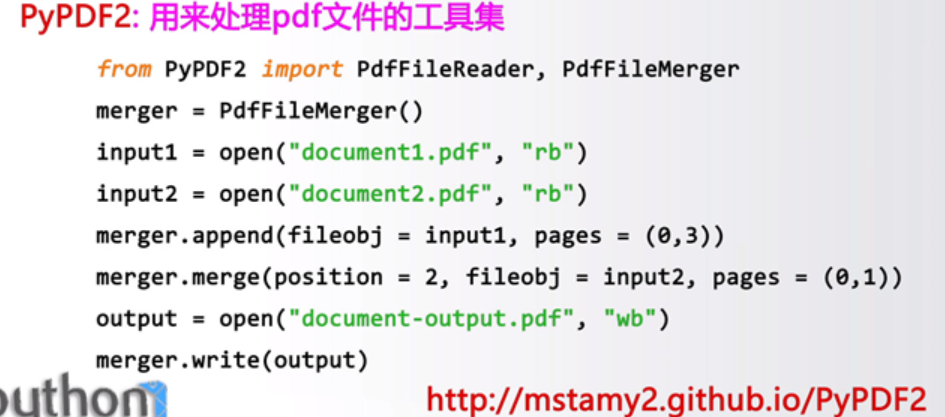 PyPDF2: 用来处理pdf文件的工具集
from PyPDF2 import PdfFileReader, PdfFileMerger
merger = PdfFileMerger()
input1 = open("document1.pdf", "rb")
input2 = open("document2.pdf", "rb")
merger.append(fileobj = input1, pages = (0,3))
merger.merge(position = 2, fileobj = input2, pages = (0,1))
output = open("document-output.pdf", "wb")
merger.write(output)
python
http://mstamy2.github.io/PyPDF2